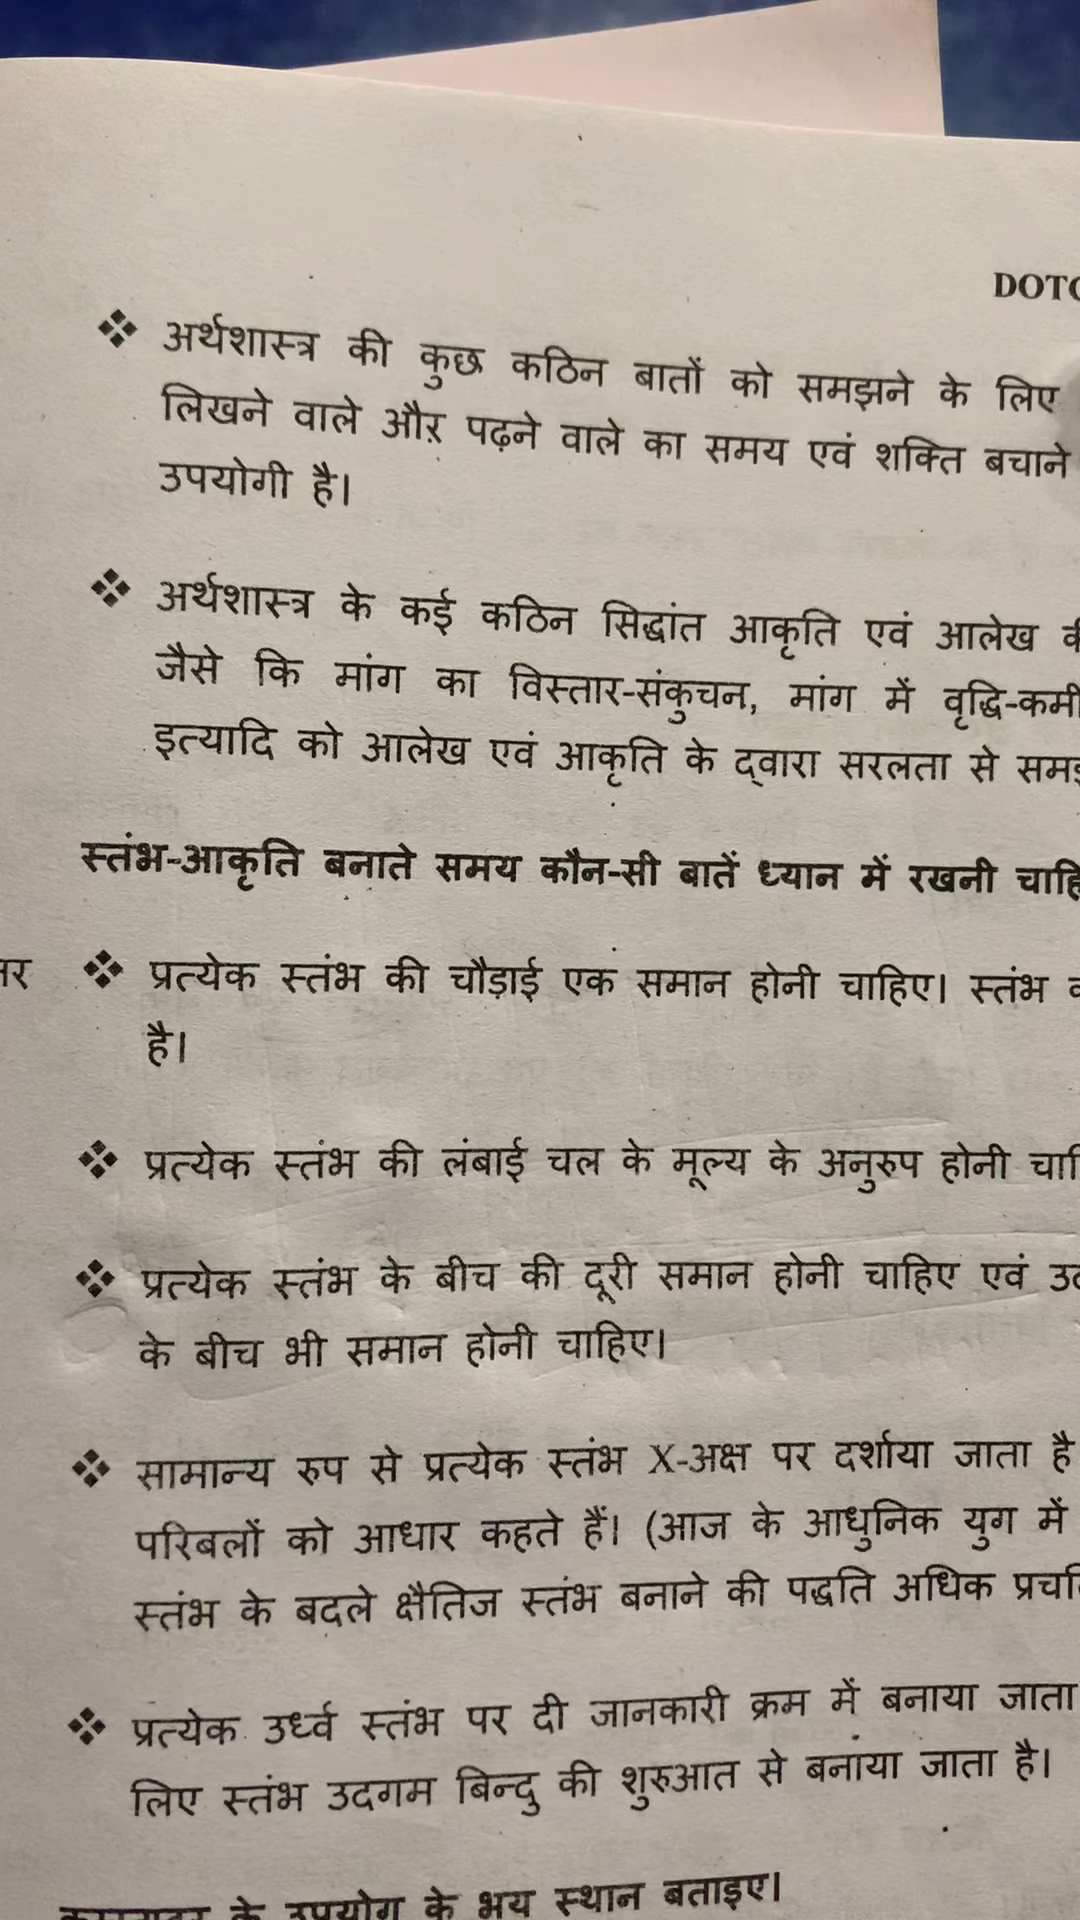 DOTC
❖ अर्थशास्त्र की कुछ कठिन बातों को समझने के लिए
लिखने वाले और पढ़ने वाले का समय एवं शक्ति बचाने
उपयोगी है।
❖ अर्थशास्त्र के कई कठिन सिद्धांत आकृति एवं आलेख
जैसे कि मांग का विस्तार-संकुचन, मांग में वृद्धि-कमी
इत्यादि को आलेख एवं आकृति के द्वारा सरलता से
स्तंभ-आकृति बनाते समय कौन-सी बातें ध्यान में रखनी
❖ प्रत्येक स्तंभ की चौड़ाई एक समान होनी चाहिए। स्तंभ
है।
❖ प्रत्येक स्तंभ की लंबाई चल के मूल्य के अनुरुप होनी
❖ प्रत्येक स्तंभ के बीच की दूरी समान होनी चाहिए एवं
के बीच भी समान होनी चाहिए।
❖ सामान्य रुप से प्रत्येक स्तंभ X-अक्ष पर दर्शाया जाता है
परिबलों को आधार कहते हैं। (आज के आधुनिक युग में
स्तंभ के बदले क्षैतिज स्तंभ बनाने की पद्धति अधिक
❖ प्रत्येक उर्ध्व स्तंभ पर दी जानकारी क्रम में बनाया जाता
लिए स्तंभ उदगम बिन्दु की शुरुआत से बनाया जाता है।
के उपयोग के भय स्थान बताइए।